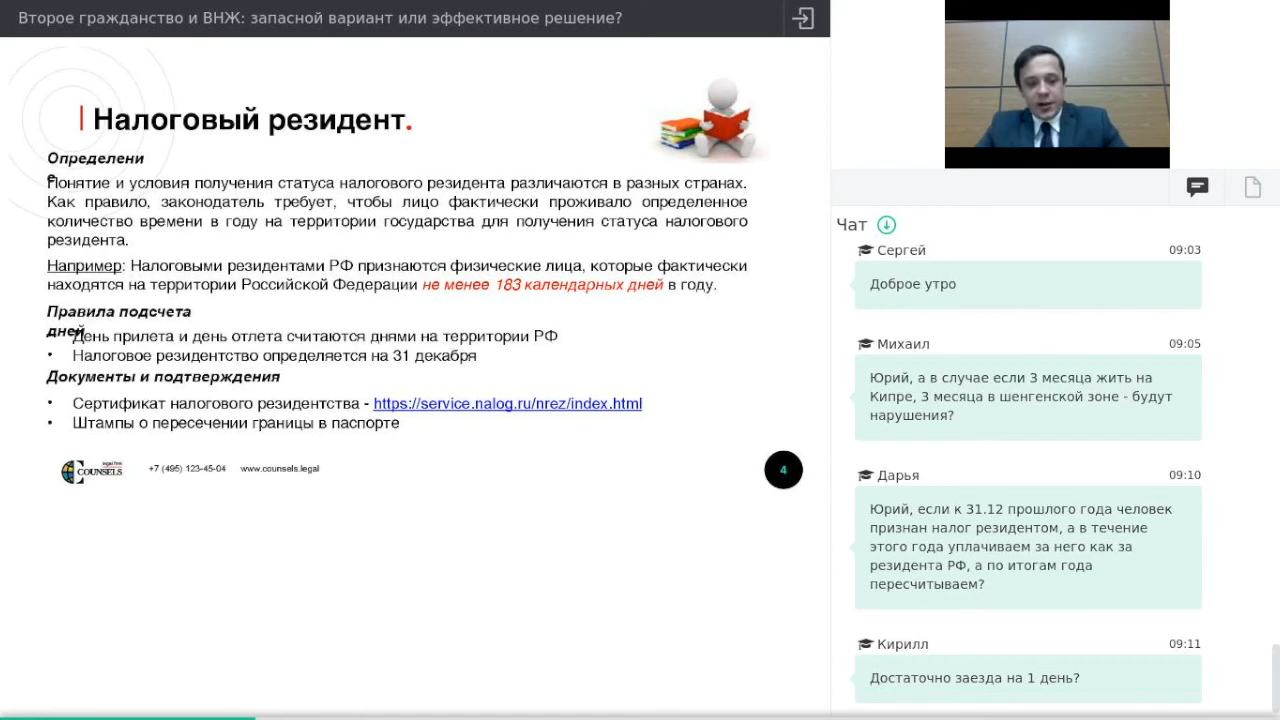 Второе гражданство и ВНЖ: запасной вариант или эффективное решение?
Налоговый резидент.
Определени
е
Понятие и условия получения статуса налогового резидента различаются в разных странах.
Как правило, законодатель требует, чтобы лицо фактически проживало определенное
количество времени в году на территории государства для получения статуса налогового
резидента.
Например: Налоговыми резидентами РФ признаются физические лица, которые фактически
находятся на территории Российской Федерации не менее 183 календарных дней в году.
Правила подсчета
дней
• День прилета и день отлета считаются днями на территории РФ
• Налоговое резидентство определяется на 31 декабря
Документы и подтверждения
• Сертификат налогового резидентства - https://service.nalog.ru/nrez/index.html
• Штампы о пересечении границы в паспорте
legal firm
COUNSELS
+7 (495) 123-45-04 www.counsels.legal
4
Чат
Сергей 09:03
Доброе утро
Михаил 09:05
Юрий, а в случае если 3 месяца жить на
Кипре, 3 месяца в шенгенской зоне - будут
нарушения?
Дарья 09:10
Юрий, если к 31.12 прошлого года человек
признан налог резидентом, а в течение
этого года уплачиваем за него как за
резидента РФ, а по итогам года
пересчитываем?
Кирилл 09:11
Достаточно заезда на 1 день?